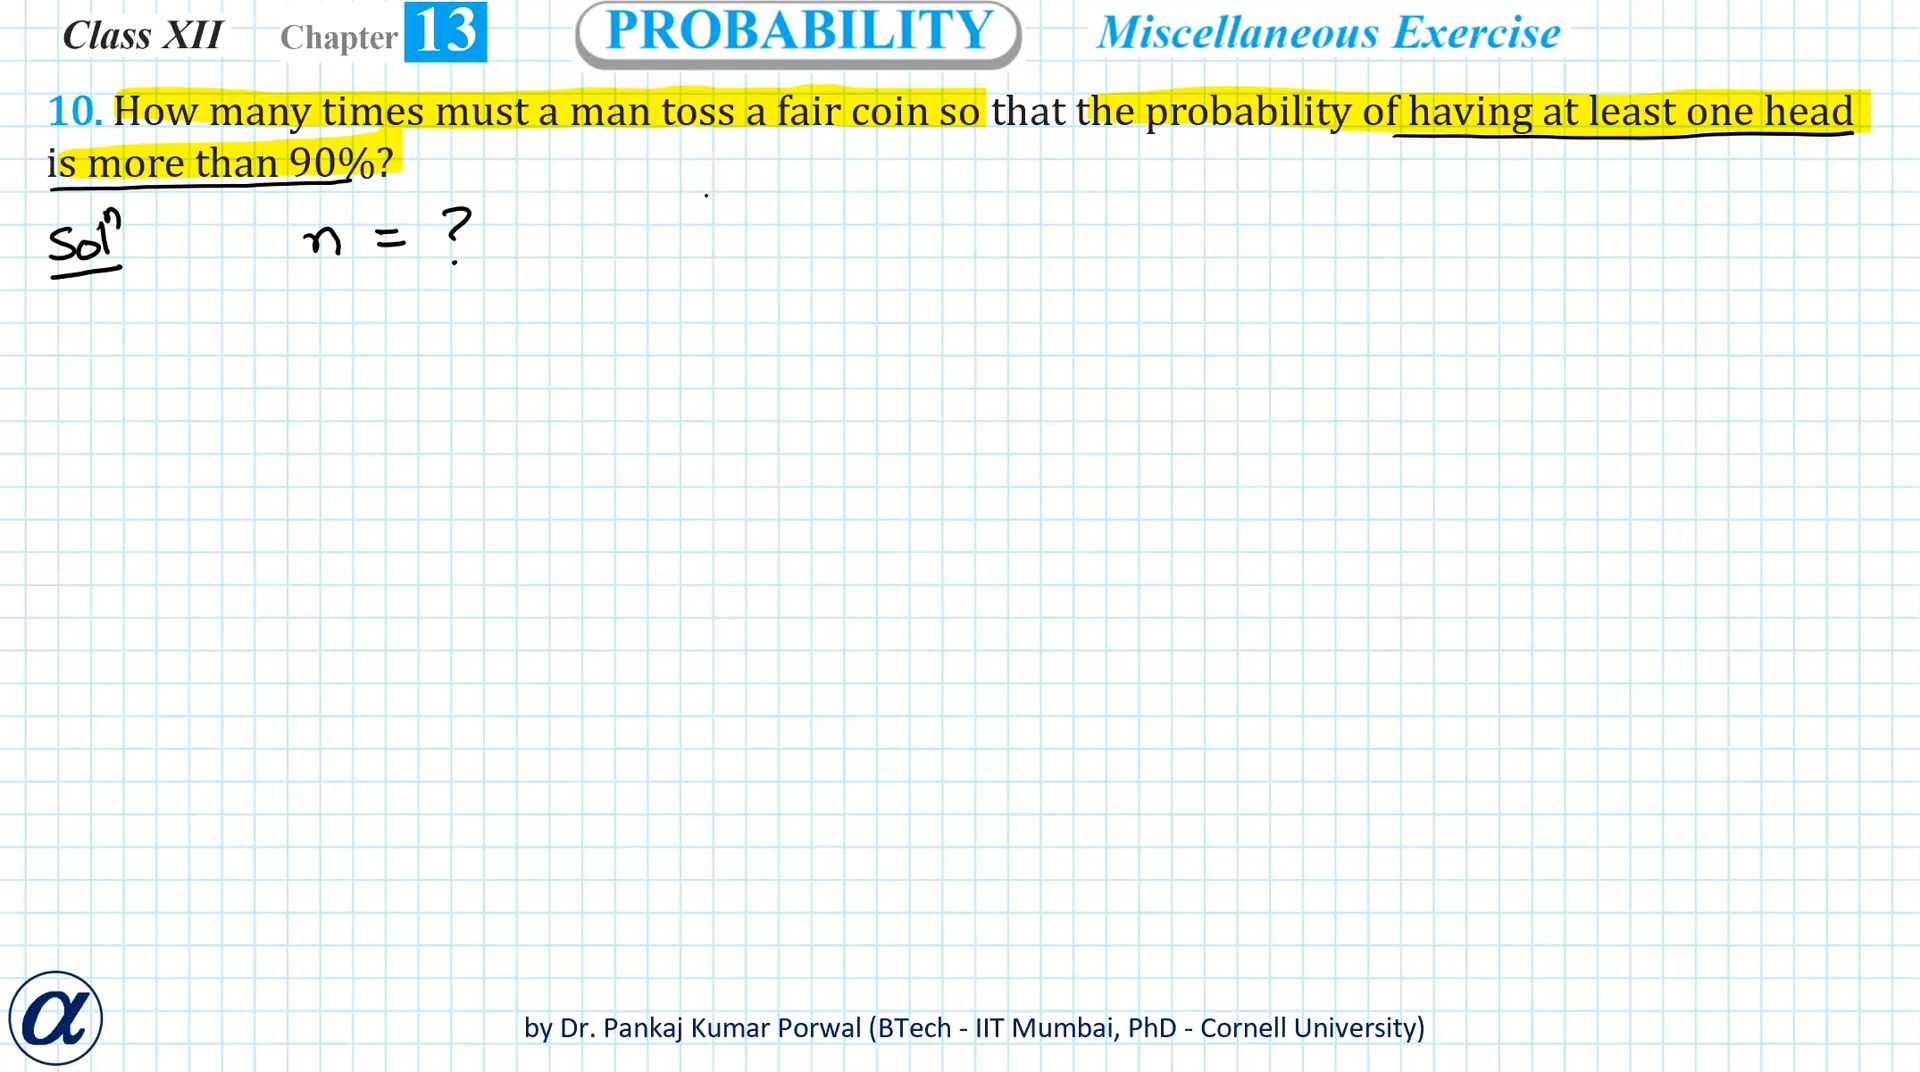 Class XII Chapter 13 PROBABILITY Miscellaneous Exercise
10. How many times must a man toss a fair coin so that the probability of having at least one head
is more than 90%?
Solⁿ n = ?
α
by Dr. Pankaj Kumar Porwal (BTech - IIT Mumbai, PhD - Cornell University)